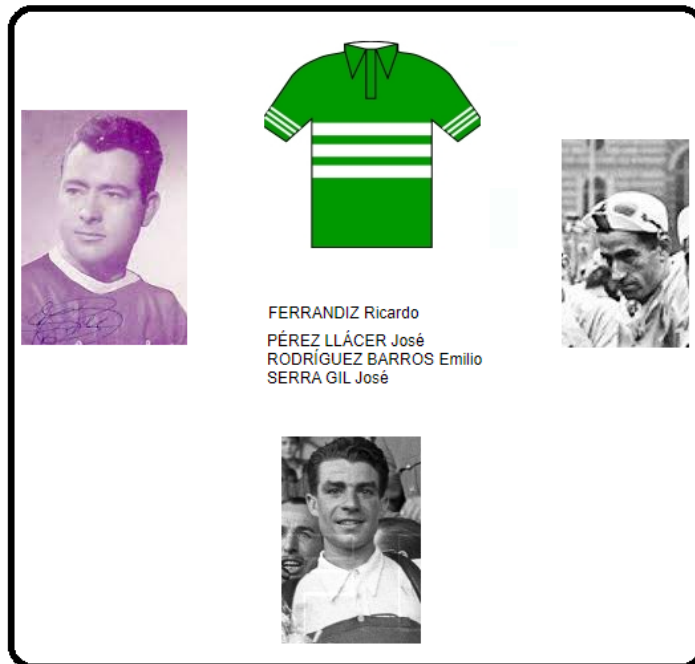 FERRANDIZ Ricardo
PÉREZ LLÁCER José
RODRÍGUEZ BARROS Emilio
SERRA GIL José